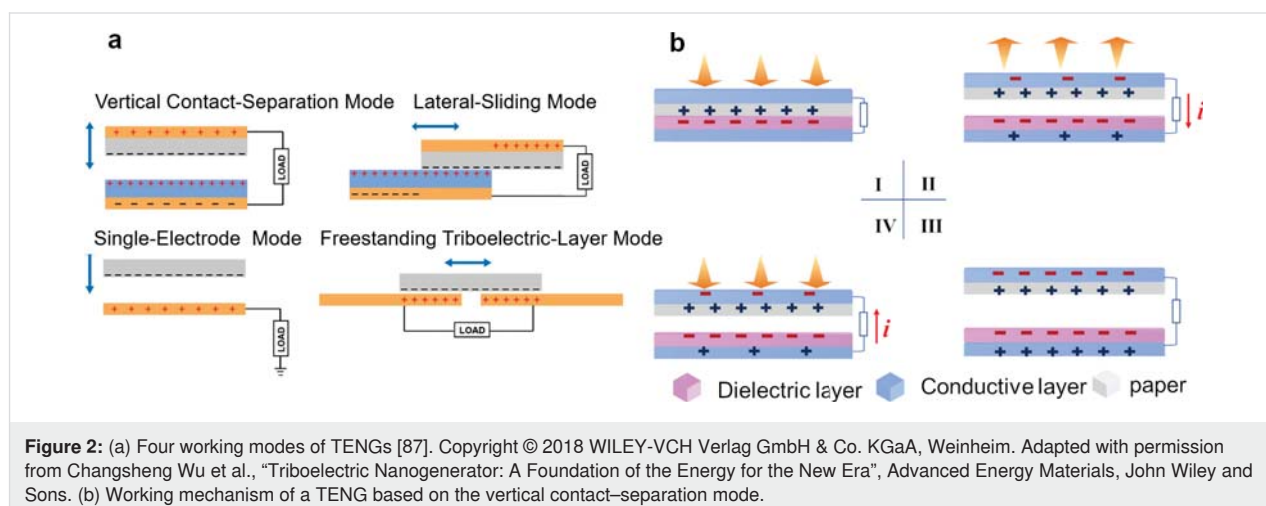 a
Vertical Contact-Separation Mode
Lateral-Sliding Mode
LOAD
LOAD
Single-Electrode Mode
Freestanding Triboelectric-Layer Mode
LOAD
LOAD
b
i
I II
IV III
i
Dielectric layer Conductive layer paper
Figure 2: (a) Four working modes of TENGs [87]. Copyright © 2018 WILEY-VCH Verlag GmbH & Co. KGaA, Weinheim. Adapted with permission
from Changsheng Wu et al., “Triboelectric Nanogenerator: A Foundation of the Energy for the New Era”, Advanced Energy Materials, John Wiley and
Sons. (b) Working mechanism of a TENG based on the vertical contact–separation mode.